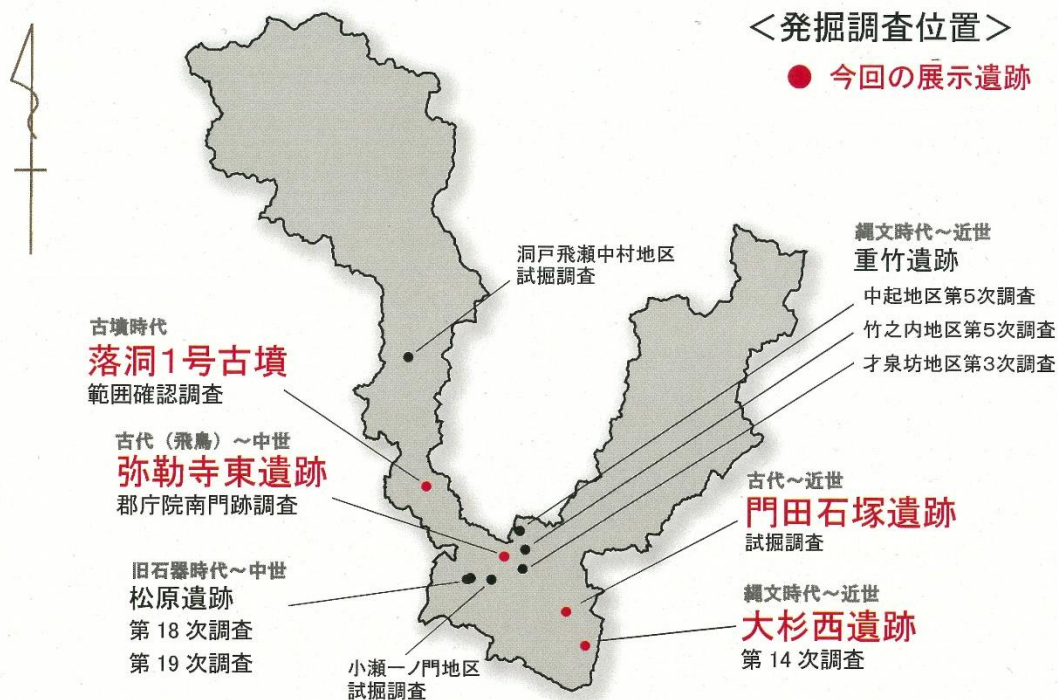 ＜発掘調査位置＞
● 今回の展示遺跡
洞戸飛瀬中村地区
試掘調査
縄文時代～近世
重竹遺跡
中起地区第5次調査
竹之内地区第5次調査
才泉坊地区第3次調査
古墳時代
落洞1号古墳
範囲確認調査
古代（飛鳥）～中世
弥勒寺東遺跡
郡庁院南門跡調査
古代～近世
門田石塚遺跡
試掘調査
旧石器時代～中世
松原遺跡
第 18 次調査
第 19 次調査
縄文時代～近世
大杉西遺跡
第 14 次調査
小瀬一ノ門地区
試掘調査